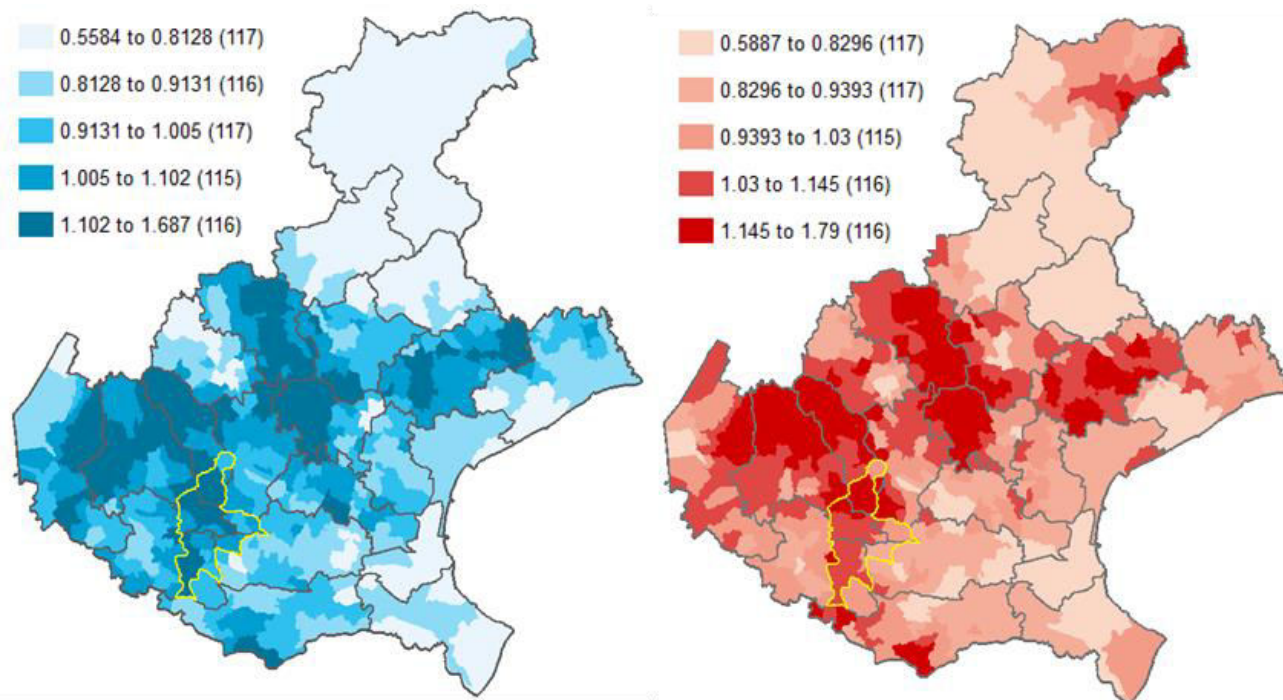 0.5584 to 0.8128 (117)
0.8128 to 0.9131 (116)
0.9131 to 1.005 (117)
1.005 to 1.102 (115)
1.102 to 1.687 (116)
0.5887 to 0.8296 (117)
0.8296 to 0.9393 (117)
0.9393 to 1.03 (115)
1.03 to 1.145 (116)
1.145 to 1.79 (116)